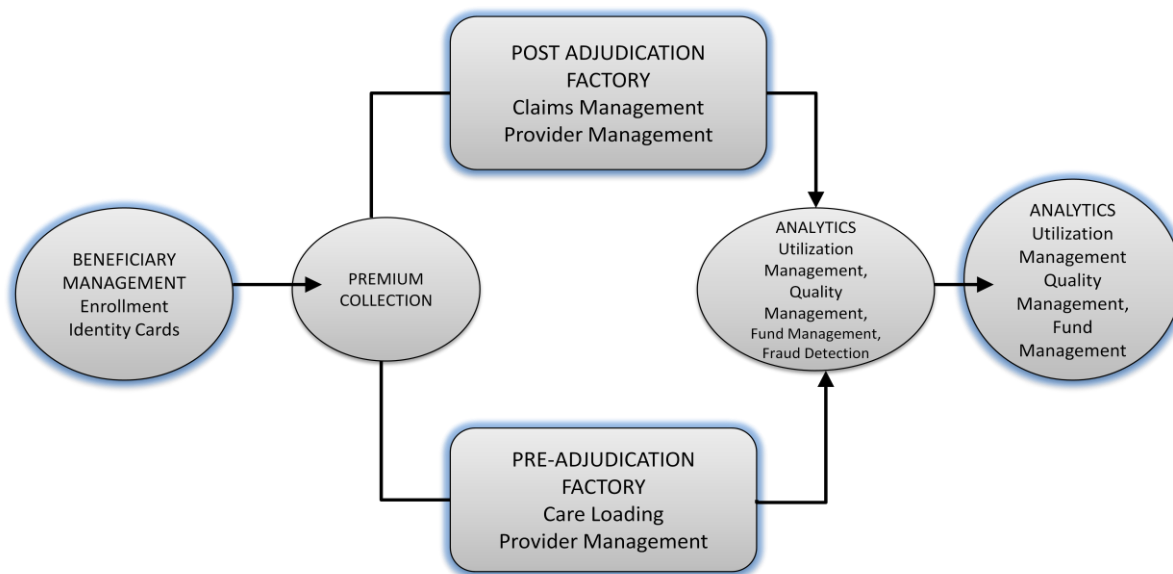 POST ADJUDICATION
FACTORY
Claims Management
Provider Management
BENEFICIARY
MANAGEMENT
Enrollment
Identity Cards
PREMIUM
COLLECTION
ANALYTICS
Utilization
Management,
Quality
Management,
Fund Management,
Fraud Detection
ANALYTICS
Utilization
Management
Quality
Management,
Fund
Management
PRE-ADJUDICATION
FACTORY
Care Loading
Provider Management